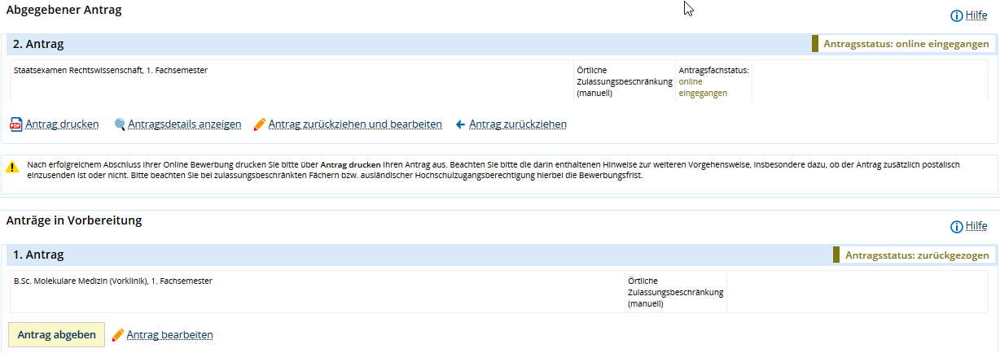 Abgegebener Antrag
Hilfe
2. Antrag
Antragsstatus: online eingegangen
Staatsexamen Rechtswissenschaft, 1. Fachsemester
Örtliche
Zulassungsbeschränkung
(manuell)
Antragsfachstatus:
online
eingegangen
Antrag drucken
Antragsdetails anzeigen
Antrag zurückziehen und bearbeiten
Antrag zurückziehen
Nach erfolgreichem Abschluss Ihrer Online Bewerbung drucken Sie bitte über Antrag drucken Ihren Antrag aus. Beachten Sie bitte die darin enthaltenen Hinweise zur weiteren Vorgehensweise, insbesondere dazu, ob der Antrag zusätzlich postalisch
einzusenden ist oder nicht. Bitte beachten Sie bei zulassungsbeschränkten Fächern bzw. ausländischer Hochschulzugangsberechtigung hierbei die Bewerbungsfrist.
Anträge in Vorbereitung
Hilfe
1. Antrag
Antragsstatus: zurückgezogen
B.Sc. Molekulare Medizin (Vorklinik), 1. Fachsemester
Örtliche
Zulassungsbeschränkung
(manuell)
Antrag abgeben
Antrag bearbeiten